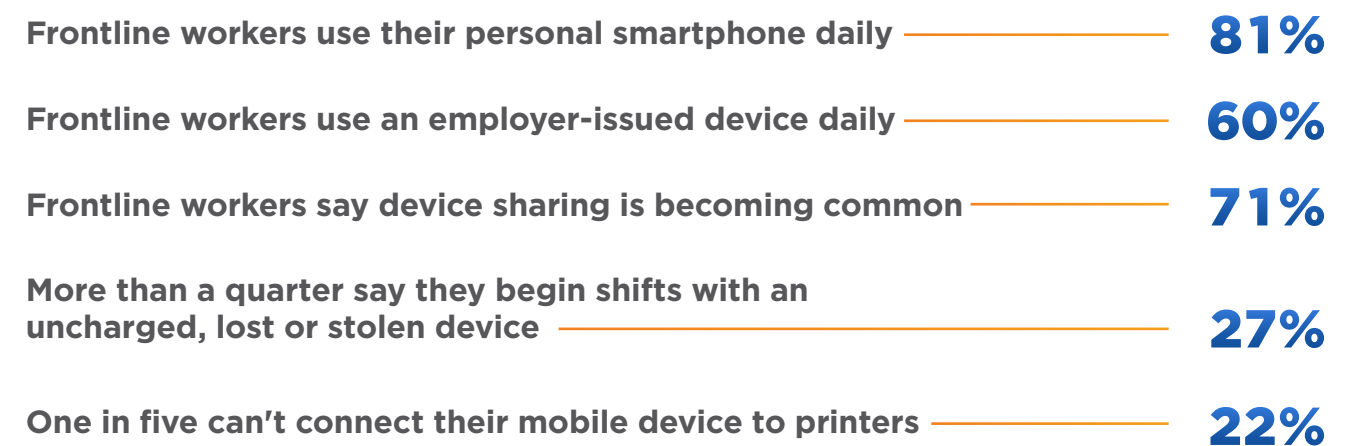 Frontline workers use their personal smartphone daily 81%
Frontline workers use an employer-issued device daily 60%
Frontline workers say device sharing is becoming common 71%
More than a quarter say they begin shifts with an
uncharged, lost or stolen device 27%
One in five can't connect their mobile device to printers 22%